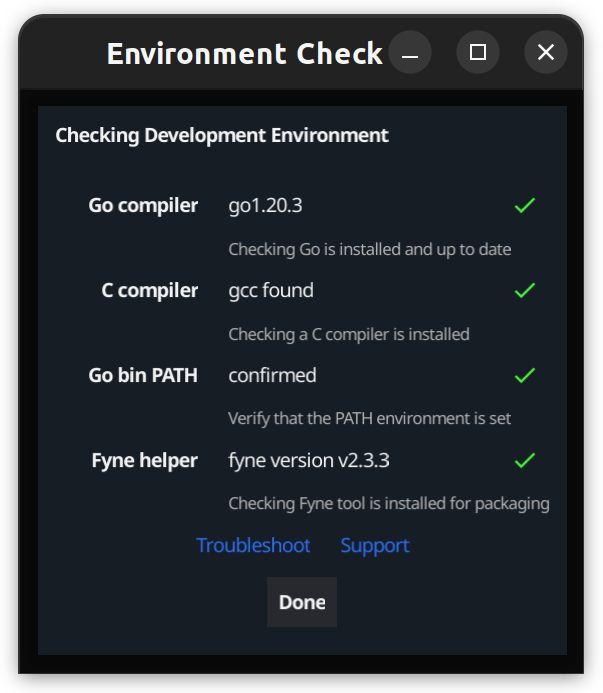 Environment Check
Checking Development Environment
Go compiler go1.20.3
Checking Go is installed and up to date
C compiler gcc found
Checking a C compiler is installed
Go bin PATH confirmed
Verify that the PATH environment is set
Fyne helper fyne version v2.3.3
Checking Fyne tool is installed for packaging
Troubleshoot Support
Done